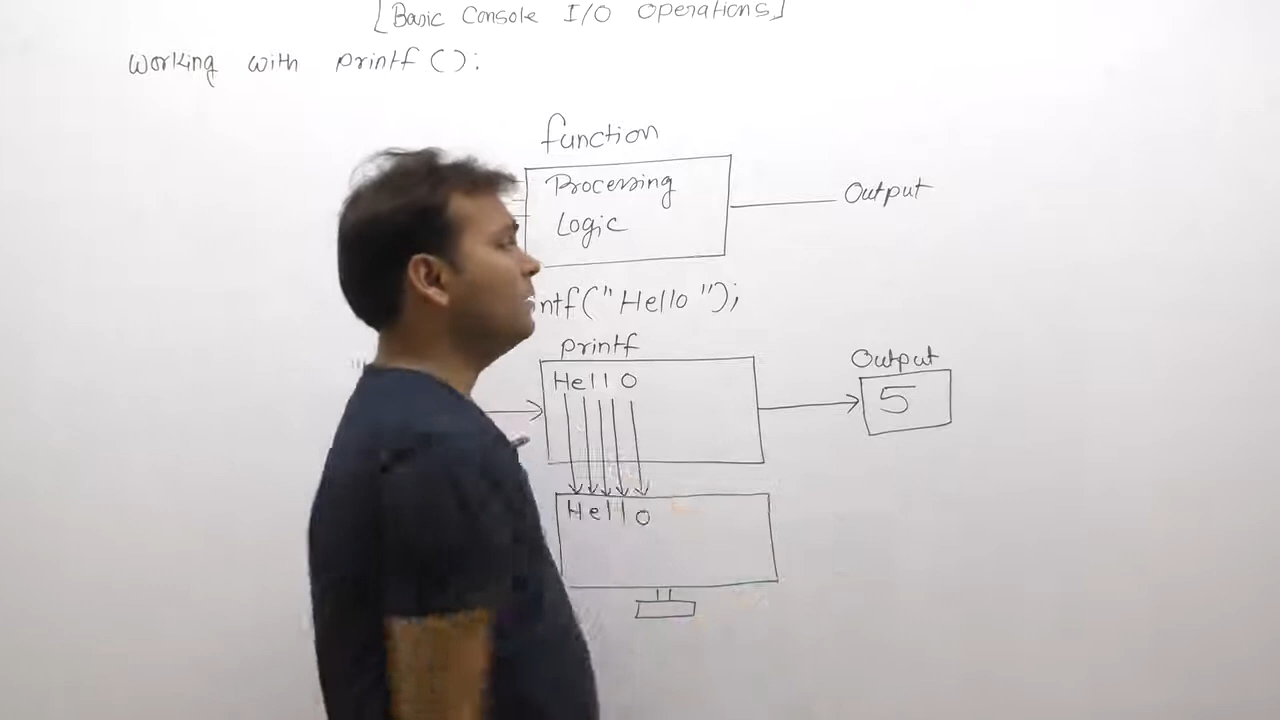 [Basic Console I/O Operations]
Working with printf():
function
Processing
Logic
Output
ntf("Hello");
printf
Hello
Output
5
Hello